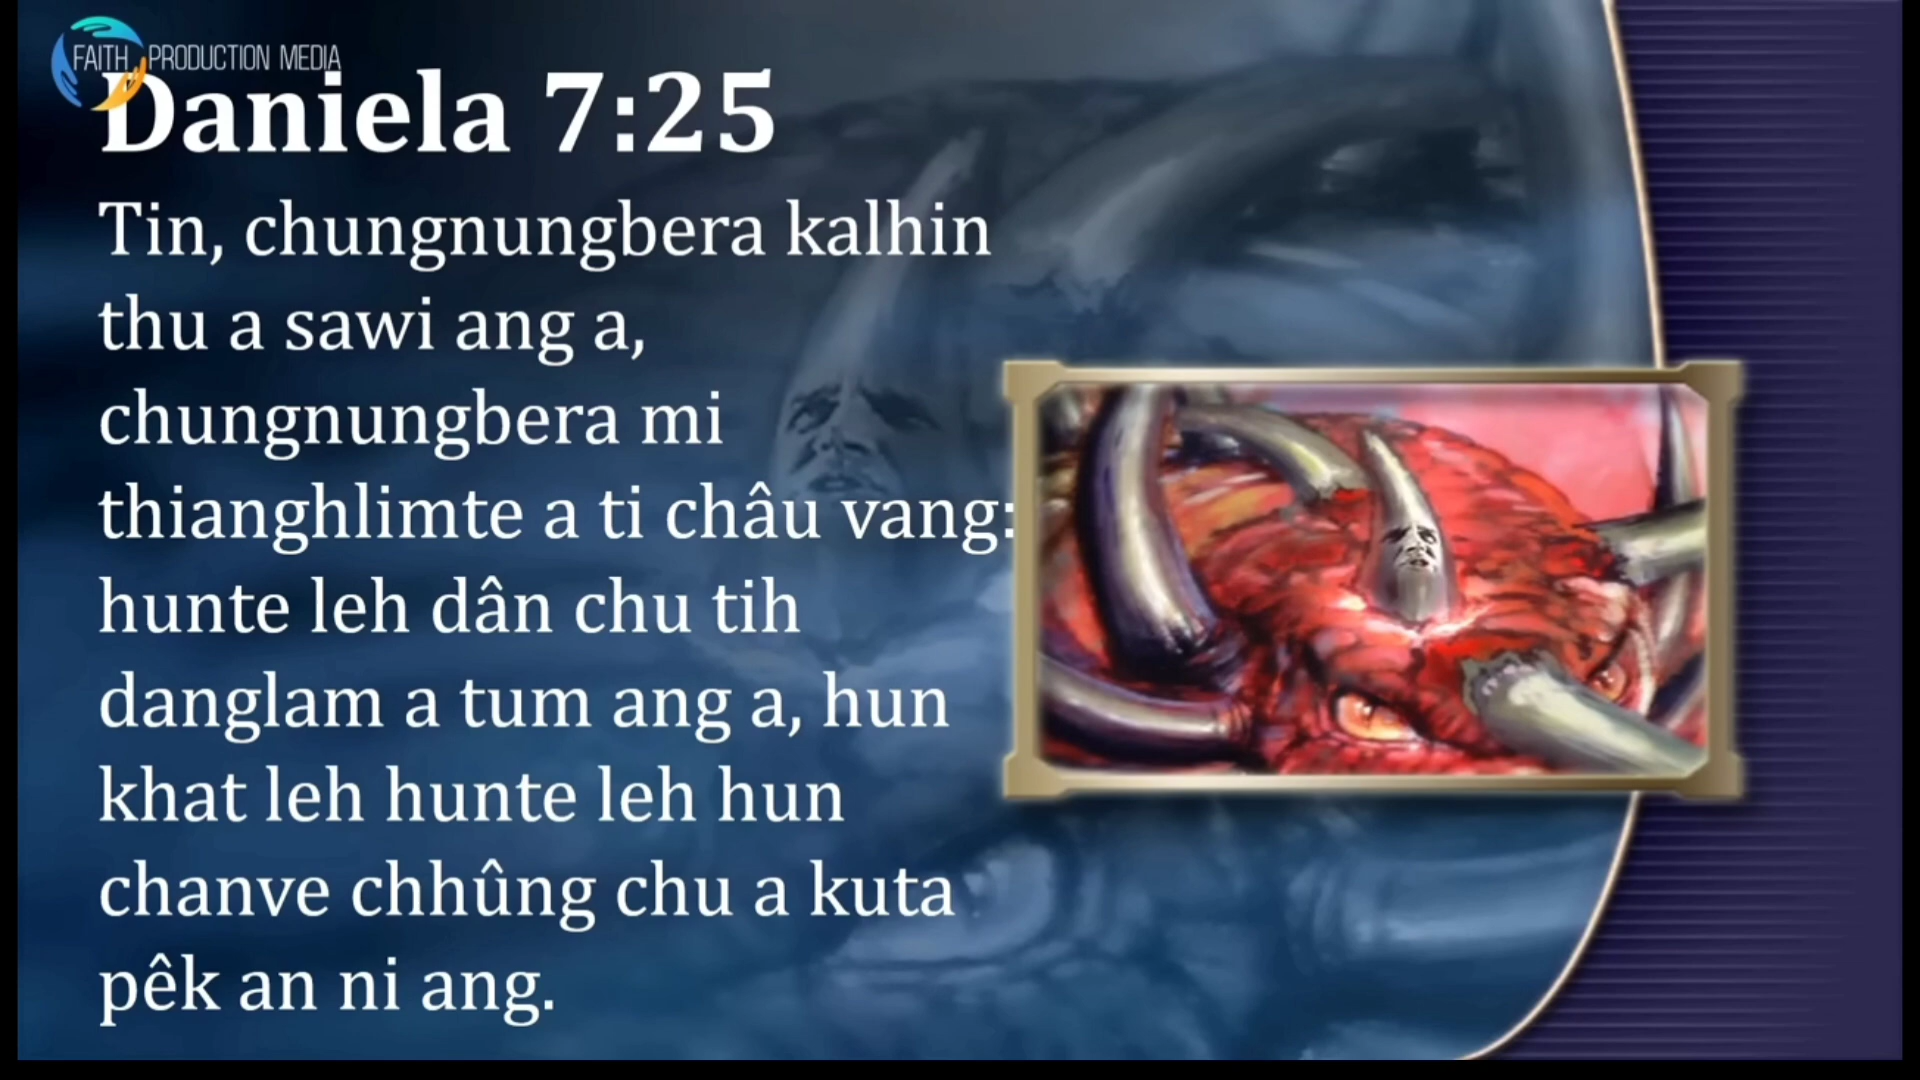 FAITH PRODUCTION MEDIA
Daniela 7:25
Tin, chungnungbera kalhin
thu a sawi ang a,
chungnungbera mi
thianghlimte a ti châu vang:
hunte leh dân chu tih
danglam a tum ang a, hun
khat leh hunte leh hun
chanve chhûng chu a kuta
pêk an ni ang.